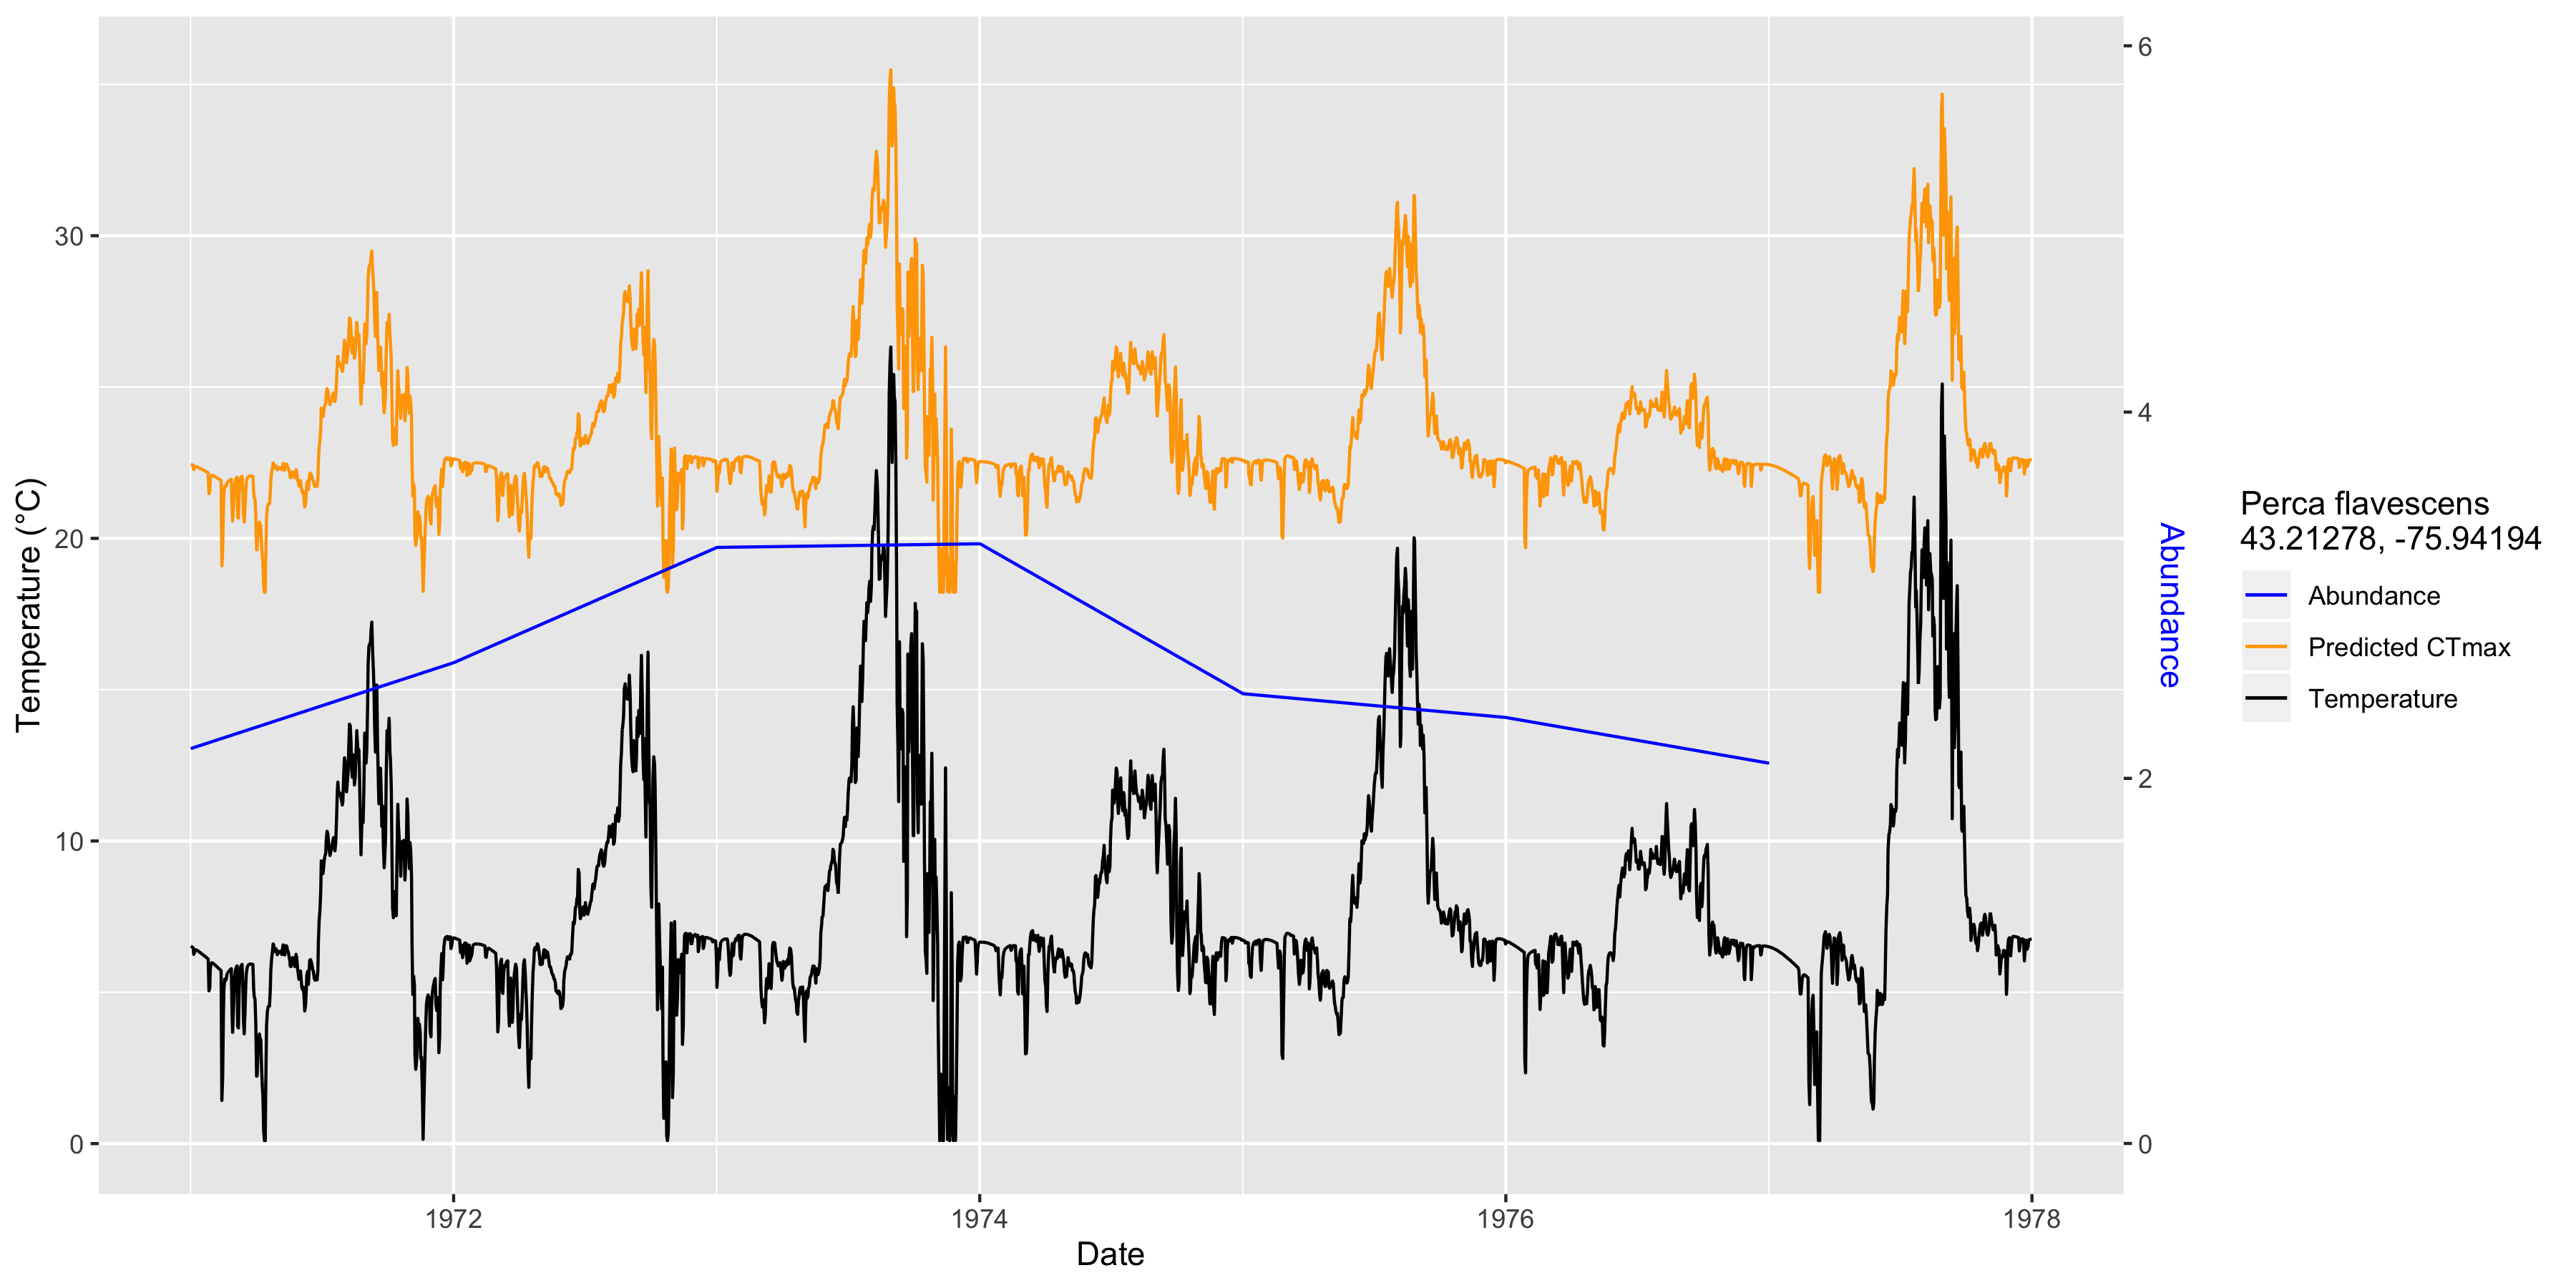 Temperature (°C)
30
20
10
0
6
4
2
0
Abundance
1972
1974
1976
1978
Date
Perca flavescens
43.21278, -75.94194
Abundance
Predicted CTmax
Temperature